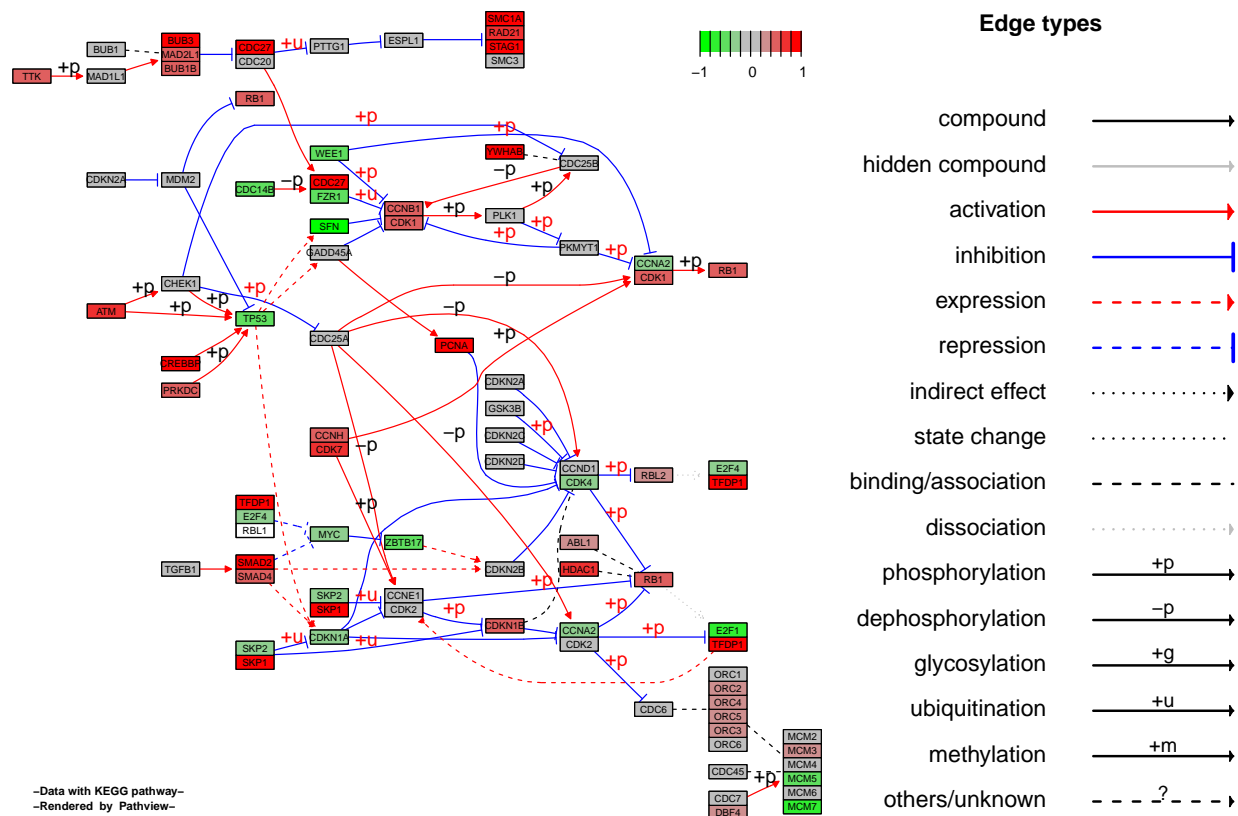 Edge types
−1 0 1
compound
hidden compound
activation
inhibition
expression
repression
indirect effect
state change
binding/association
dissociation
phosphorylation +p
dephosphorylation −p
glycosylation +g
ubiquitination +u
methylation +m
others/unknown ?
SMC1A
RAD21
STAG1
SMC3
BUB1
BUB3
MAD2L1
BUB1B
CDC27
CDC20
+u
PTTG1
ESPL1
TTK
+p
MAD1L1
RB1
+p
+p
WEE1
YWHAB
CDC25B
CDKN2A
MDM2
CDC14B
−p
CDC27
FZR1
+p
+u
−p
+p
CCNB1
CDK1
+p
PLK1
SFN
GADD45A
+p
+p
PKMYT1
+p
CCNA2
CDK1
+p
RB1
CHEK1
+p
−p
ATM
+p
+p
+p
TP53
CDC25A
−p
+p
PCNA
CREBBP
+p
PRKDC
CDKN2A
GSK3B
+p
CDKN2C
CDKN2D
CCNH
CDK7
−p
−p
CCND1
CDK4
+p
RBL2
E2F4
TFDP1
+p
+p
TFDP1
E2F4
RBL1
MYC
ZBTB17
ABL1
TGFB1
SMAD2
SMAD4
CDKN2B
HDAC1
RB1
+p
+p
SKP2
SKP1
+u
CCNE1
CDK2
+p
CDKN1B
CCNA2
CDK2
+p
E2F1
TFDP1
CDKN1A
+u
+u
SKP2
SKP1
+p
CDC6
ORC1
ORC2
ORC4
ORC5
ORC3
ORC6
MCM2
MCM3
MCM4
MCM5
MCM6
MCM7
CDC45
+p
CDC7
DBF4
−Data with KEGG pathway−
−Rendered by Pathview−